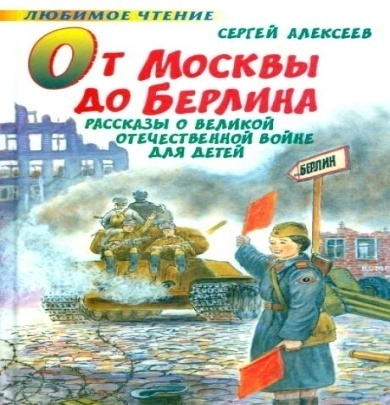 ЛЮБИМОЕ ЧТЕНИЕ
СЕРГЕЙ АЛЕКСЕЕВ
ОТ МОСКВЫ
ДО БЕРЛИНА
РАССКАЗЫ О ВЕЛИКОЙ
ОТЕЧЕСТВЕННОЙ ВОЙНЕ
ДЛЯ ДЕТЕЙ
БЕРЛИН